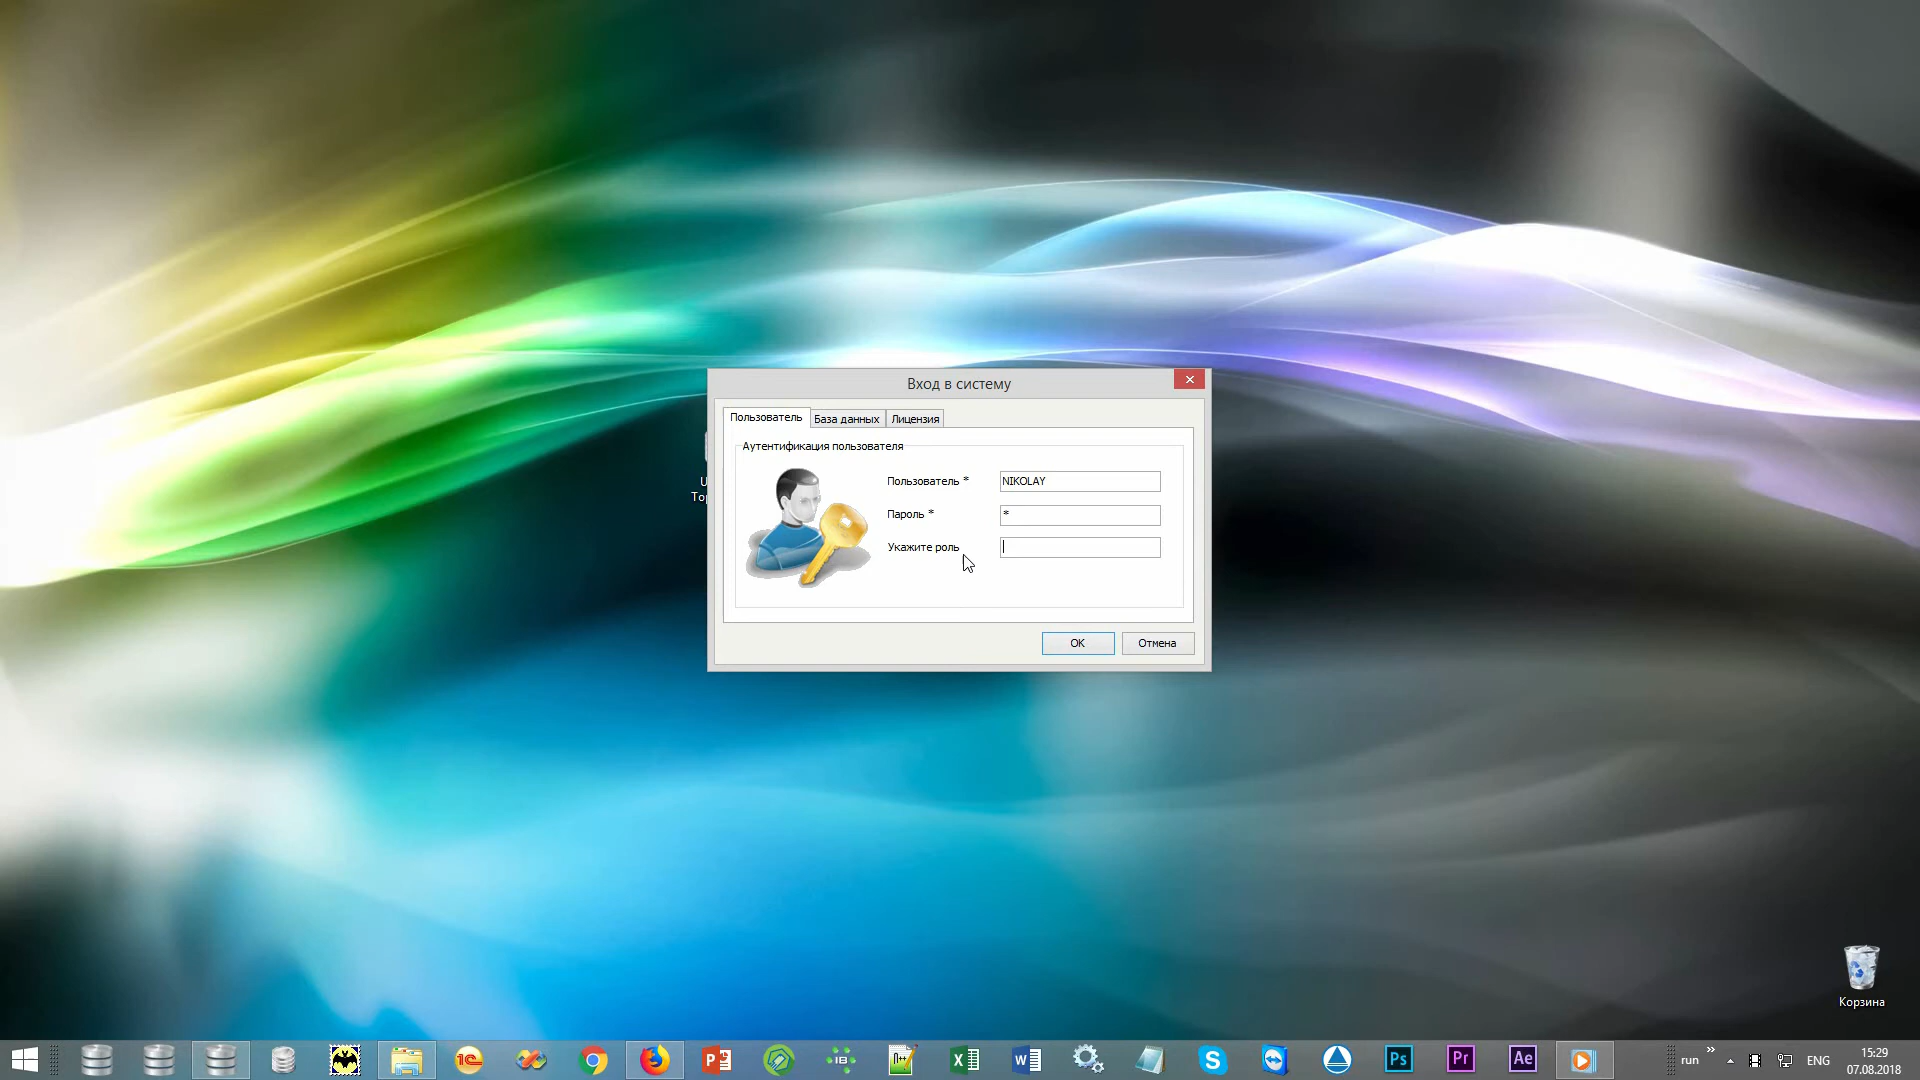 Вход в систему
Пользователь База данных Лицензия
Аутентификация пользователя
Пользователь * NIKOLAY
Пароль * *
Укажите роль
OK Отмена
Корзина
1С P n++ IB X W S Ps Pr Ae run » ENG 15:29
07.08.2018